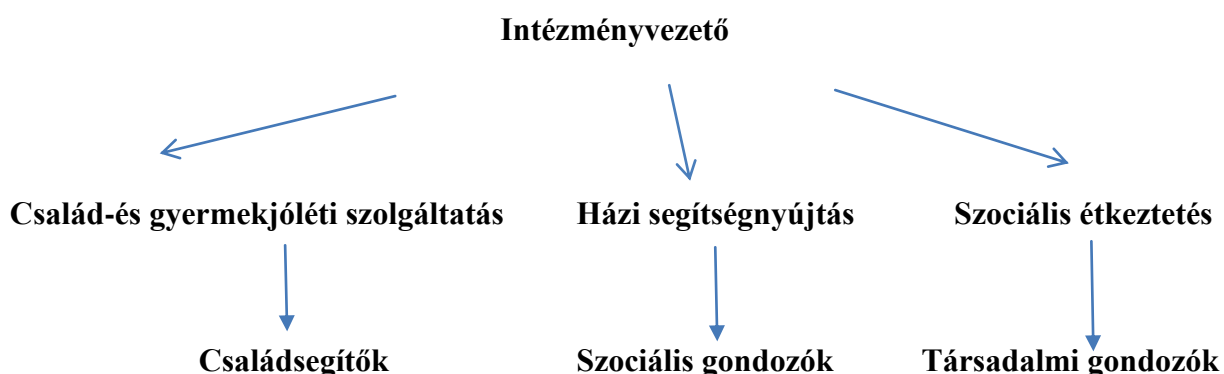 Intézményvezető
Család-és gyermekjóléti szolgáltatás Házi segítségnyújtás Szociális étkeztetés
Családsegítők Szociális gondozók Társadalmi gondozók